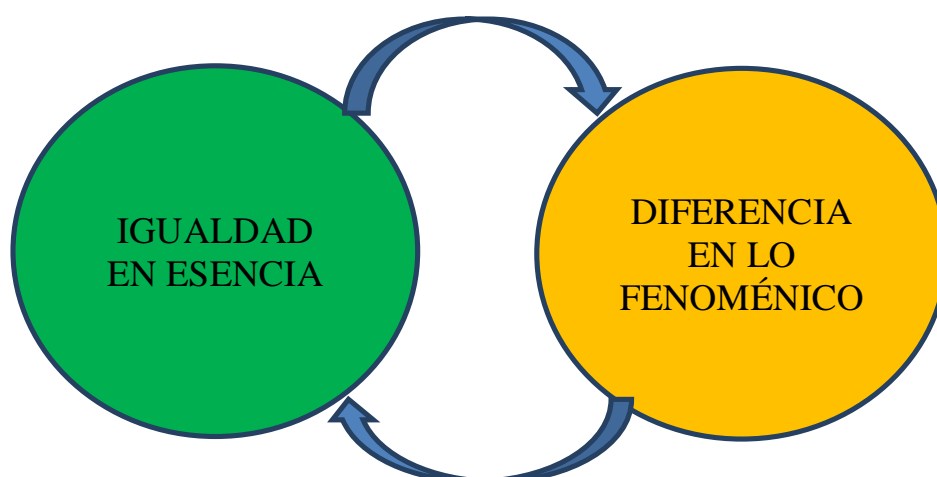 IGUALDAD
EN ESENCIA
DIFERENCIA
EN LO
FENOMÉNICO